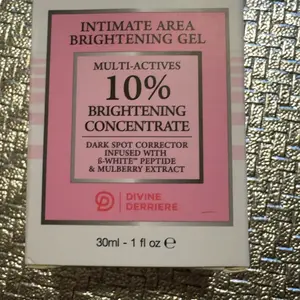 INTIMATE AREA
BRIGHTENING GEL
MULTI-ACTIVES
10%
BRIGHTENING
CONCENTRATE
DARK SPOT CORRECTOR
INFUSED WITH
ß-WHITE™ PEPTIDE
& MULBERRY EXTRACT
DIVINE
DERRIERE
30ml - 1 fl oz ℮